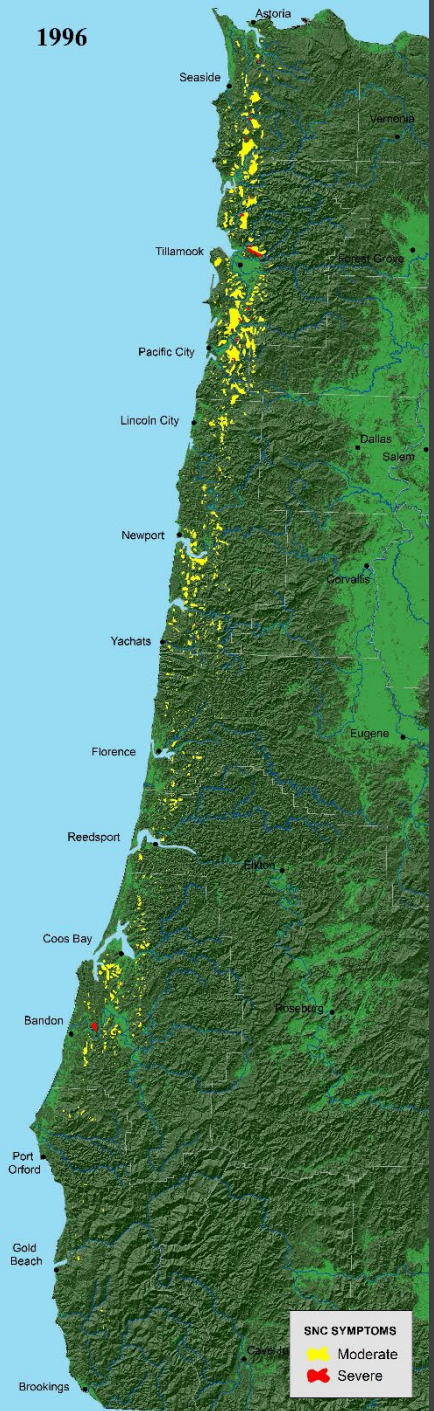 1996
Astoria
Seaside
Vernonia
Tillamook
Forest Grove
Pacific City
Lincoln City
Dallas
Salem
Newport
Corvallis
Yachats
Eugene
Florence
Reedsport
Elkton
Coos Bay
Roseburg
Bandon
Port
Orford
Gold
Beach
SNC SYMPTOMS
Moderate
Severe
Brookings